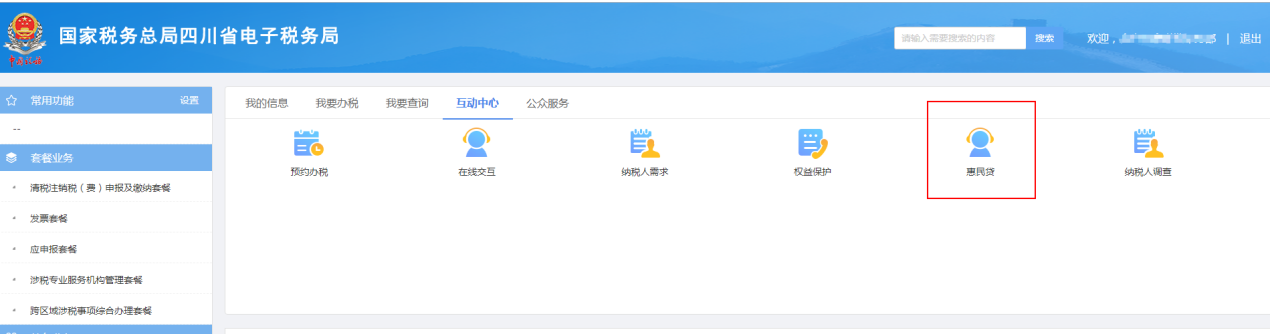 国家税务总局四川省电子税务局
请输入需要搜索的内容
搜索
欢迎，
| 退出
中国税务
常用功能
设置
我的信息
我要办税
我要查询
互动中心
公众服务
--
套餐业务
预约办税
在线交互
纳税人需求
权益保护
惠民贷
纳税人调查
清税注销税（费）申报及缴纳套餐
发票套餐
应申报套餐
涉税专业服务机构管理套餐
跨区域涉税事项综合办理套餐